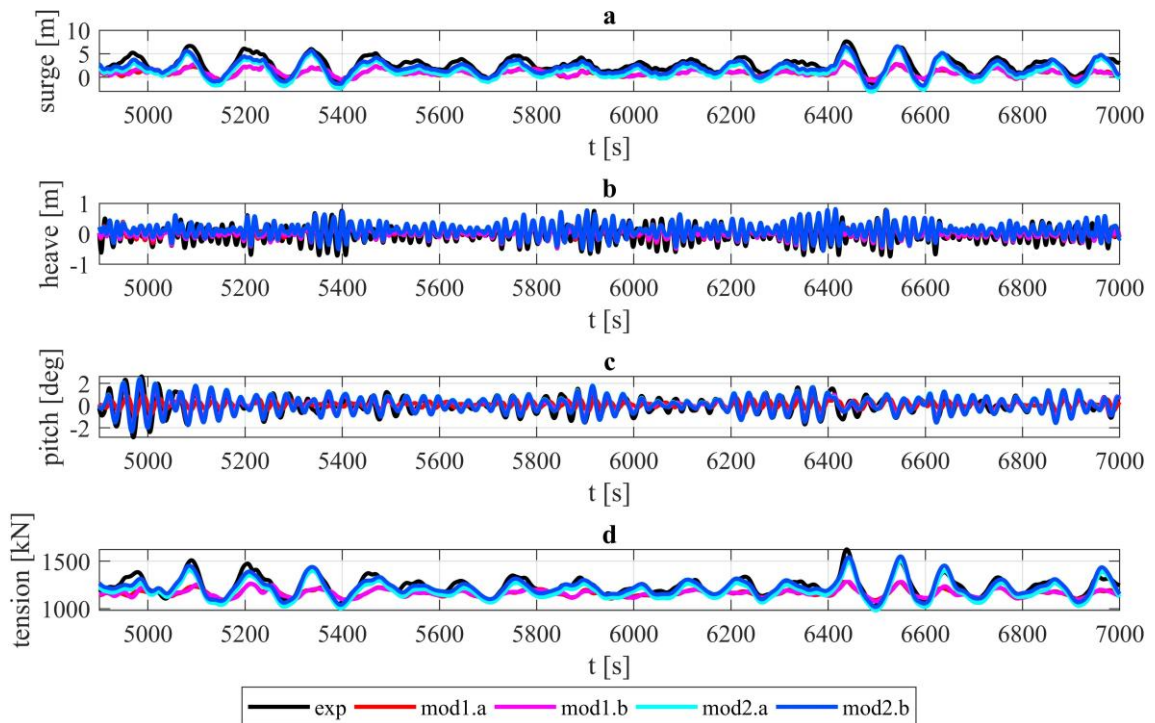 a
surge [m]
10
5
0
5000 5200 5400 5600 5800 6000 6200 6400 6600 6800 7000
t [s]
b
heave [m]
1
0
-1
5000 5200 5400 5600 5800 6000 6200 6400 6600 6800 7000
t [s]
c
pitch [deg]
2
0
-2
5000 5200 5400 5600 5800 6000 6200 6400 6600 6800 7000
t [s]
d
tension [kN]
1500
1000
5000 5200 5400 5600 5800 6000 6200 6400 6600 6800 7000
t [s]
exp mod1.a mod1.b mod2.a mod2.b